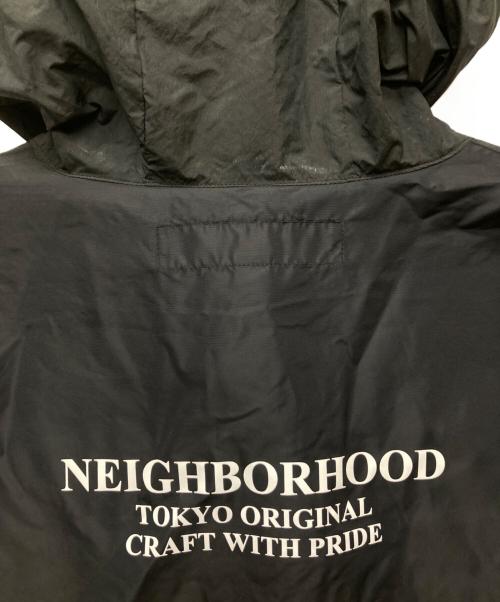 NEIGHBORHOOD
TOKYO ORIGINAL
CRAFT WITH PRIDE